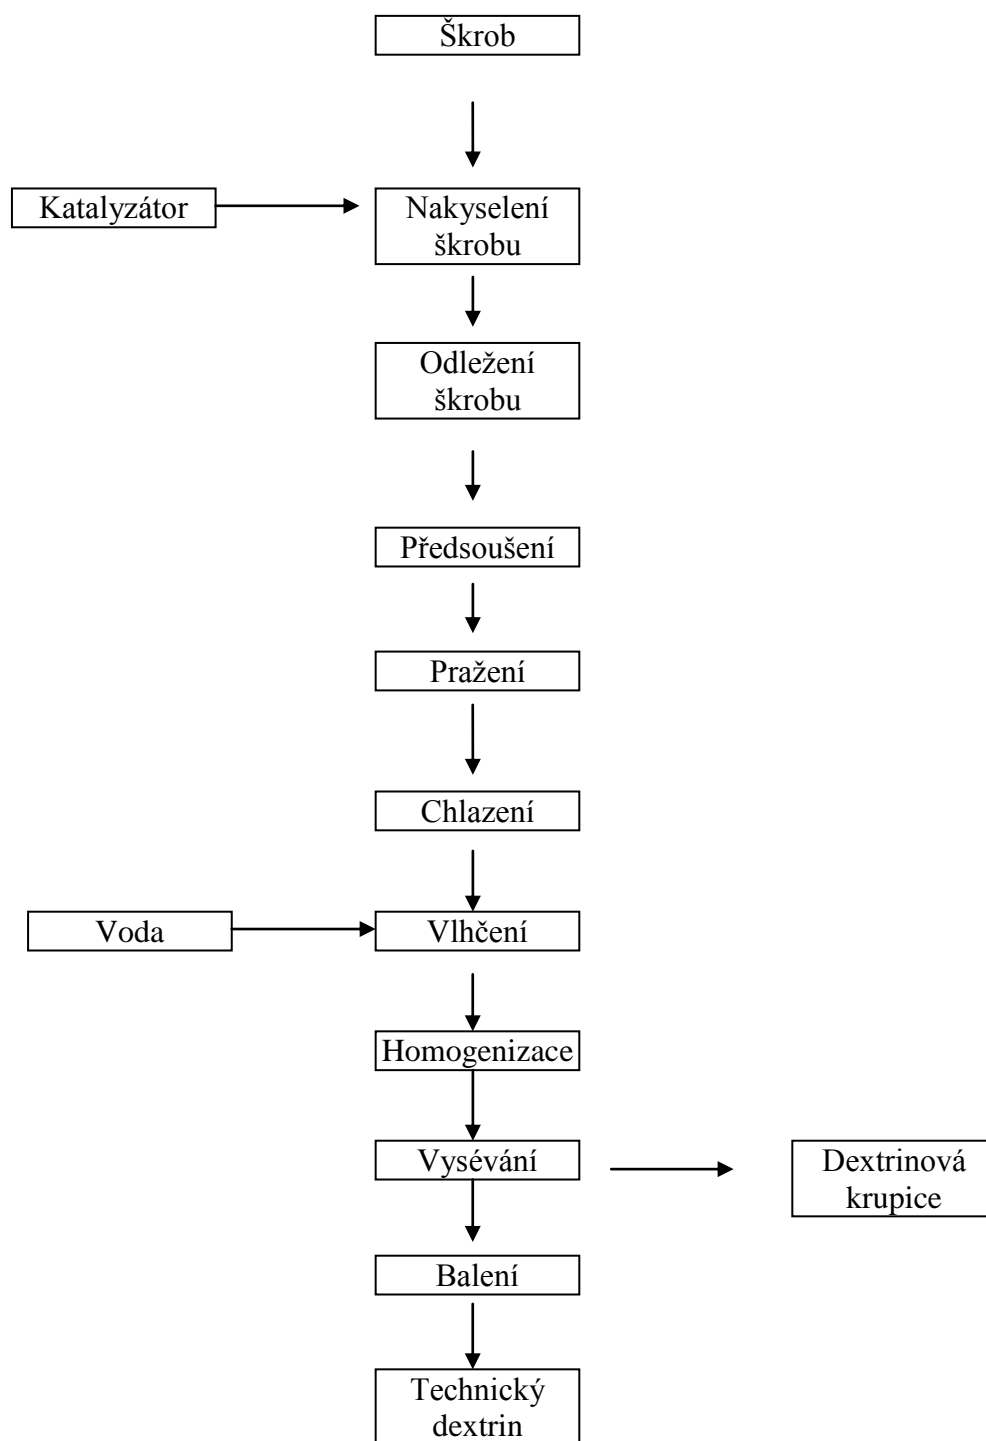 Škrob
Katalyzátor
Nakyselení
škrobu
Odležení
škrobu
Předsoušení
Pražení
Chlazení
Voda
Vlhčení
Homogenizace
Vysévání
Dextrinová
krupice
Balení
Technický
dextrin